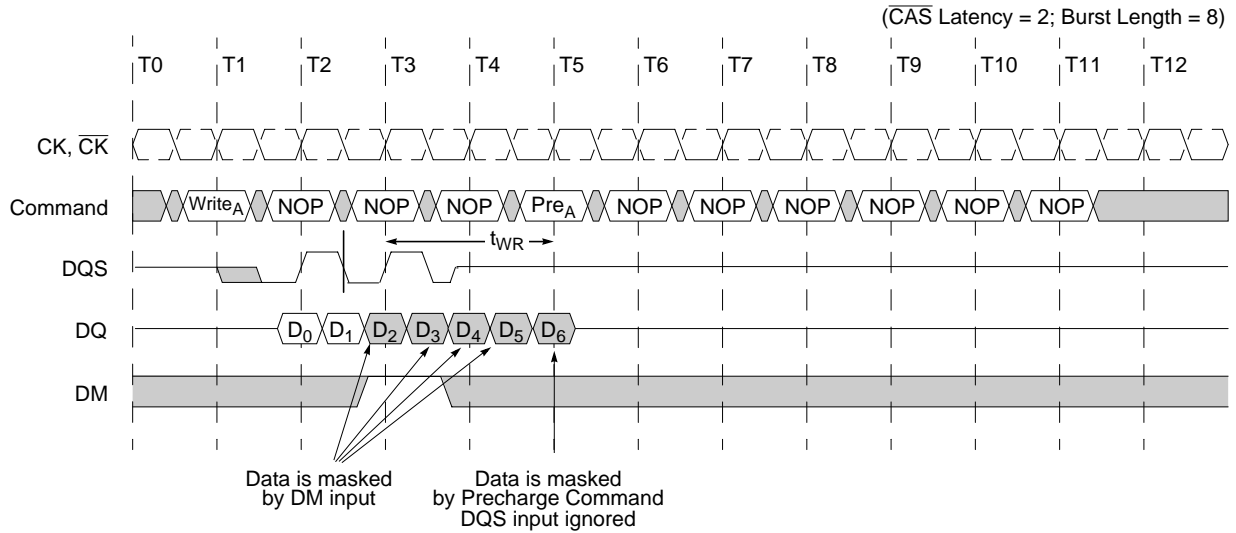 (CAS Latency = 2; Burst Length = 8)
T0 T1 T2 T3 T4 T5 T6 T7 T8 T9 T10 T11 T12
CK, CK
Command WriteA NOP NOP NOP PreA NOP NOP NOP NOP NOP NOP
tWR
DQS
DQ D0 D1 D2 D3 D4 D5 D6
DM
Data is masked
by DM input
Data is masked
by Precharge Command
DQS input ignored